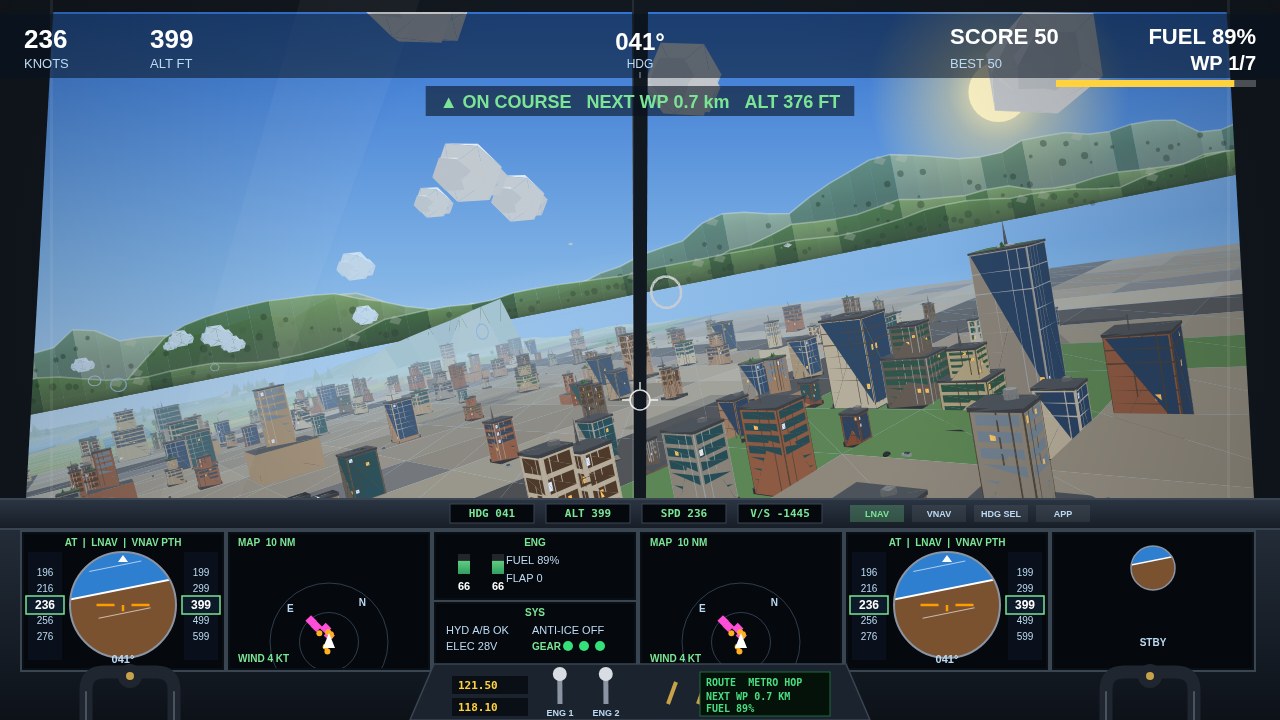 236
KNOTS
399
ALT FT
041°
HDG
SCORE 50
BEST 50
FUEL 89%
WP 1/7
▲ ON COURSE NEXT WP 0.7 km ALT 376 FT
HDG 041
ALT 399
SPD 236
V/S -1445
LNAV
VNAV
HDG SEL
APP
AT | LNAV | VNAV PTH
196
216
236
256
276
199
299
399
499
599
041°
MAP 10 NM
E
N
WIND 4 KT
ENG
FUEL 89%
FLAP 0
66
66
SYS
HYD A/B OK
ANTI-ICE OFF
ELEC 28V
GEAR
MAP 10 NM
E
N
WIND 4 KT
AT | LNAV | VNAV PTH
196
216
236
256
276
199
299
399
499
599
041°
STBY
121.50
118.10
ENG 1
ENG 2
ROUTE METRO HOP
NEXT WP 0.7 KM
FUEL 89%